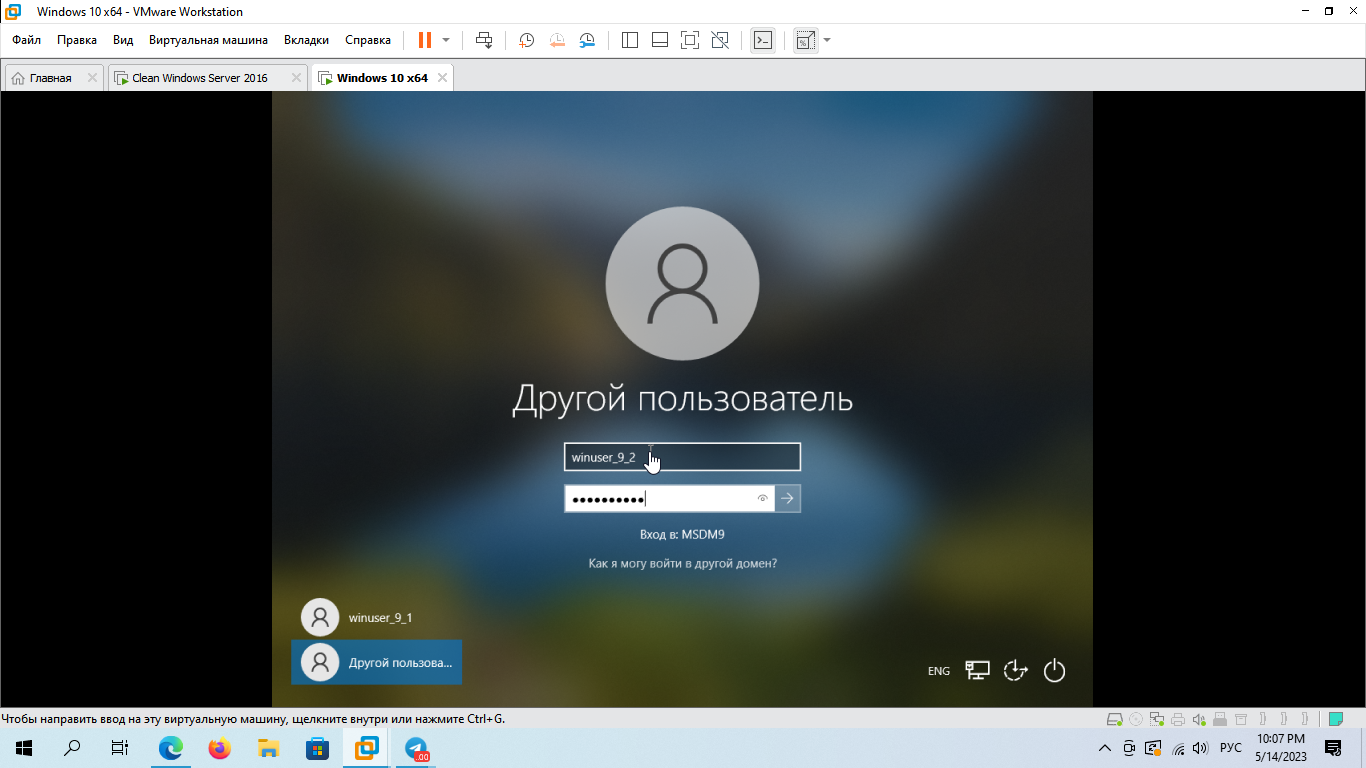 Windows 10 x64 - VMware Workstation
Файл Правка Вид Виртуальная машина Вкладки Справка
Главная Clean Windows Server 2016 Windows 10 x64
Другой пользователь
winuser_9_2
••••••••••
Вход в: MSDM9
Как я могу войти в другой домен?
winuser_9_1
Другой пользова...
ENG
Чтобы направить ввод на эту виртуальную машину, щелкните внутри или нажмите Ctrl+G.
.00
РУС
10:07 PM
5/14/2023